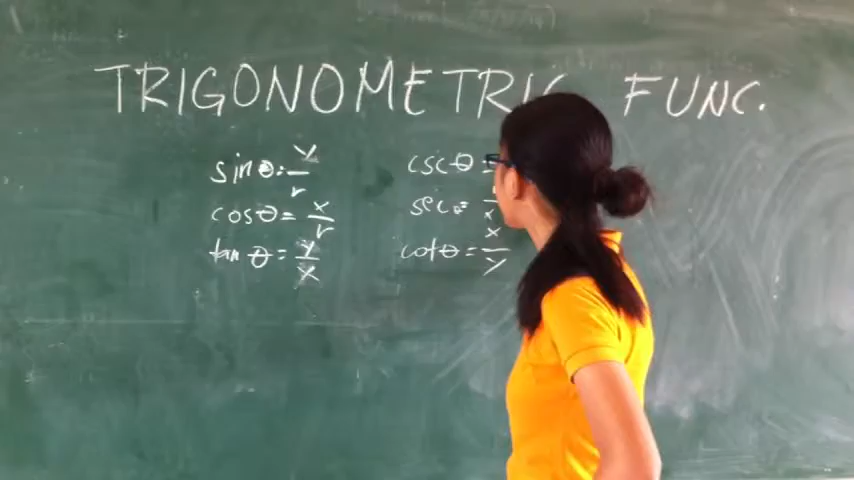 TRIGONOMETRIC FUNC.
sinθ = y/r cscθ =
cosθ = x/r secθ = /x
tan θ = y/x cotθ = x/y